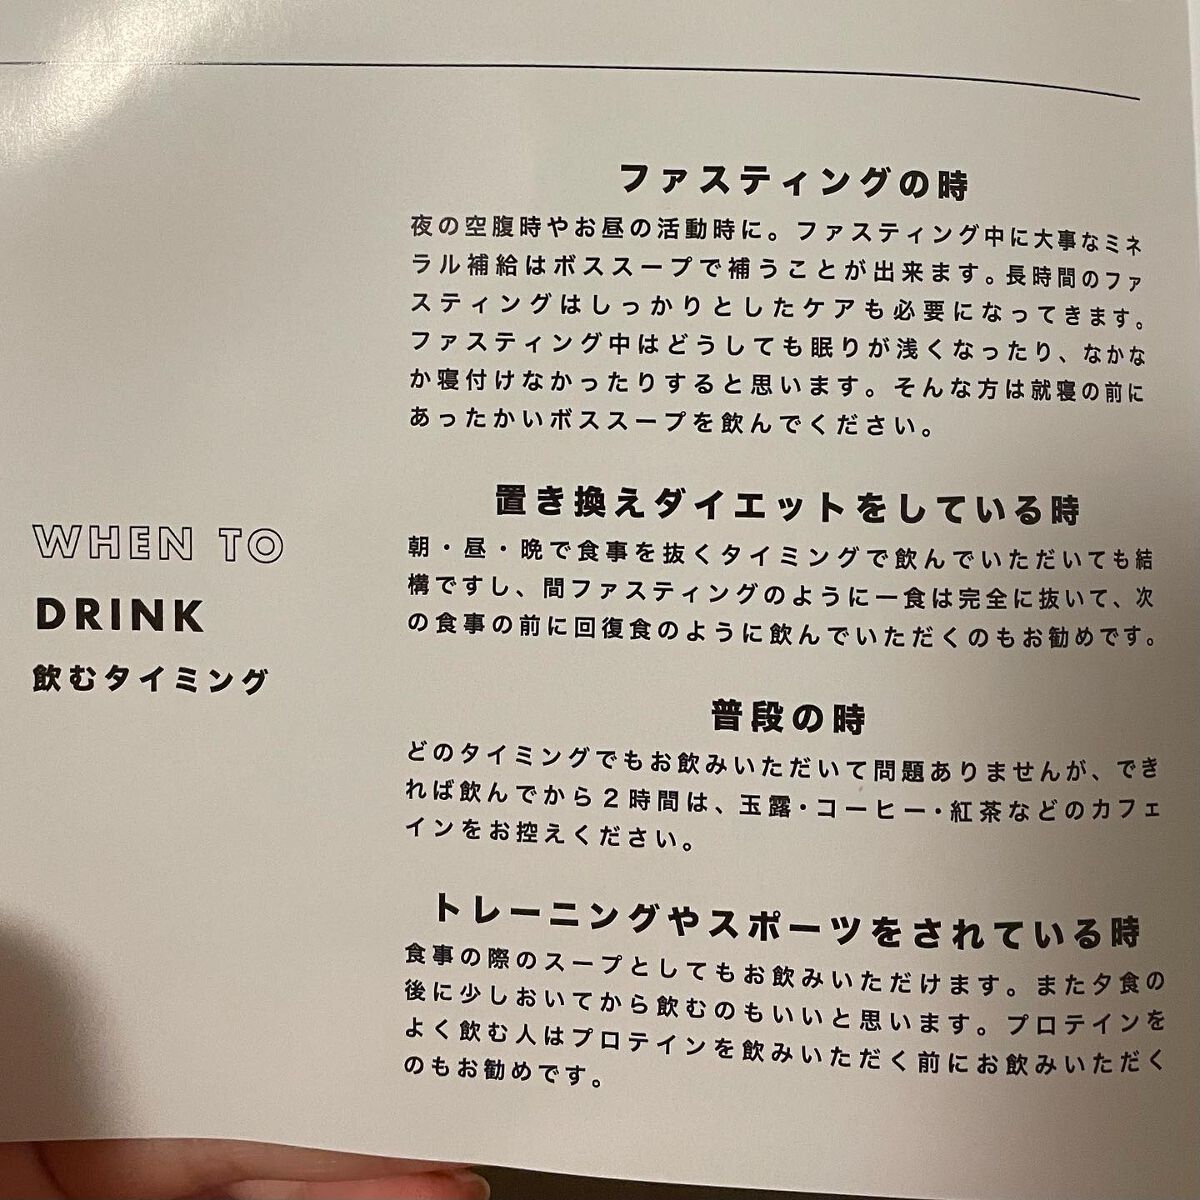 WHEN TO
DRINK
飲むタイミング
ファスティングの時
夜の空腹時やお昼の活動時に。ファスティング中に大事なミネ
ラル補給はボススープで補うことが出来ます。長時間のファ
スティングはしっかりとしたケアも必要になってきます。
ファスティング中はどうしても眠りが浅くなったり、なかな
か寝付けなかったりすると思います。そんな方は就寝の前に
あったかいボススープを飲んでください。
置き換えダイエットをしている時
朝・昼・晩で食事を抜くタイミングで飲んでいただいても結
構ですし、間ファスティングのように一食は完全に抜いて、次
の食事の前に回復食のように飲んでいただくのもお勧めです。
普段の時
どのタイミングでもお飲みいただいて問題ありませんが、でき
れば飲んでから2時間は、玉露・コーヒー・紅茶などのカフェ
インをお控えください。
トレーニングやスポーツをされている時
食事の際のスープとしてもお飲みいただけます。また夕食の
後に少しおいてから飲むのもいいと思います。プロテインを
よく飲む人はプロテインを飲みいただく前にお飲みいただく
のもお勧めです。